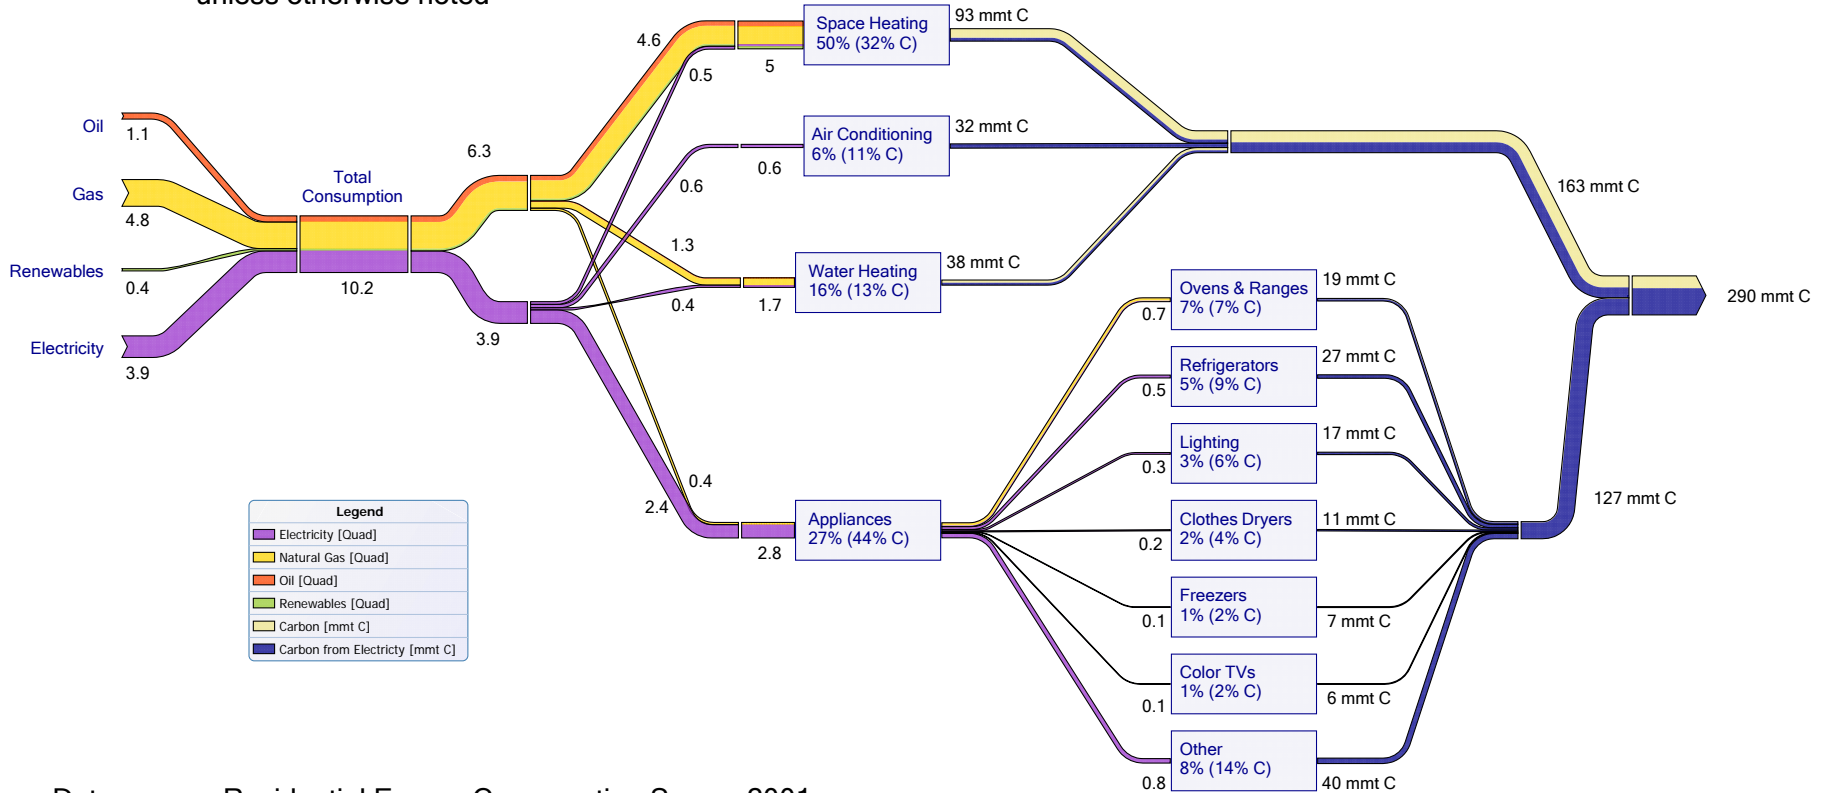 unless otherwise noted
Oil
1.1
Gas
4.8
Renewables
0.4
Electricity
3.9
Total
Consumption
10.2
6.3
3.9
4.6
0.5
5
0.6
0.6
1.3
0.4
1.7
0.4
2.4
2.8
Space Heating
50% (32% C)
93 mmt C
Air Conditioning
6% (11% C)
32 mmt C
Water Heating
16% (13% C)
38 mmt C
Appliances
27% (44% C)
0.7
Ovens & Ranges
7% (7% C)
19 mmt C
0.5
Refrigerators
5% (9% C)
27 mmt C
0.3
Lighting
3% (6% C)
17 mmt C
0.2
Clothes Dryers
2% (4% C)
11 mmt C
0.1
Freezers
1% (2% C)
7 mmt C
0.1
Color TVs
1% (2% C)
6 mmt C
0.8
Other
8% (14% C)
40 mmt C
163 mmt C
127 mmt C
290 mmt C
Legend
Electricity [Quad]
Natural Gas [Quad]
Oil [Quad]
Renewables [Quad]
Carbon [mmt C]
Carbon from Electricty [mmt C]